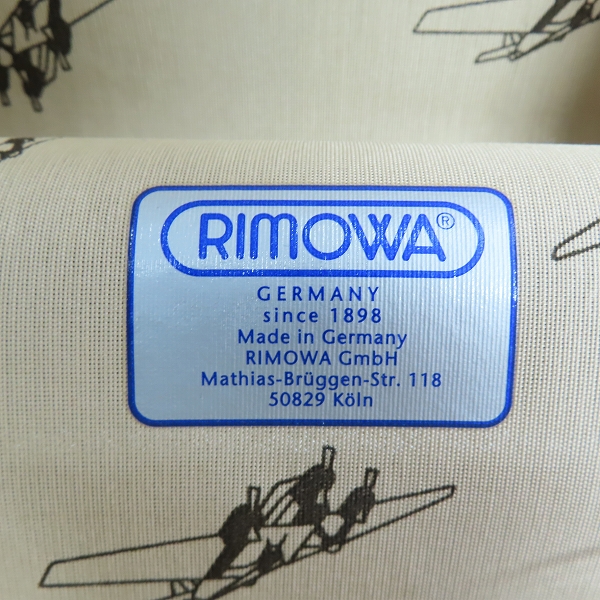 RIMOWA®
GERMANY
since 1898
Made in Germany
RIMOWA GmbH
Mathias-Brüggen-Str. 118
50829 Köln